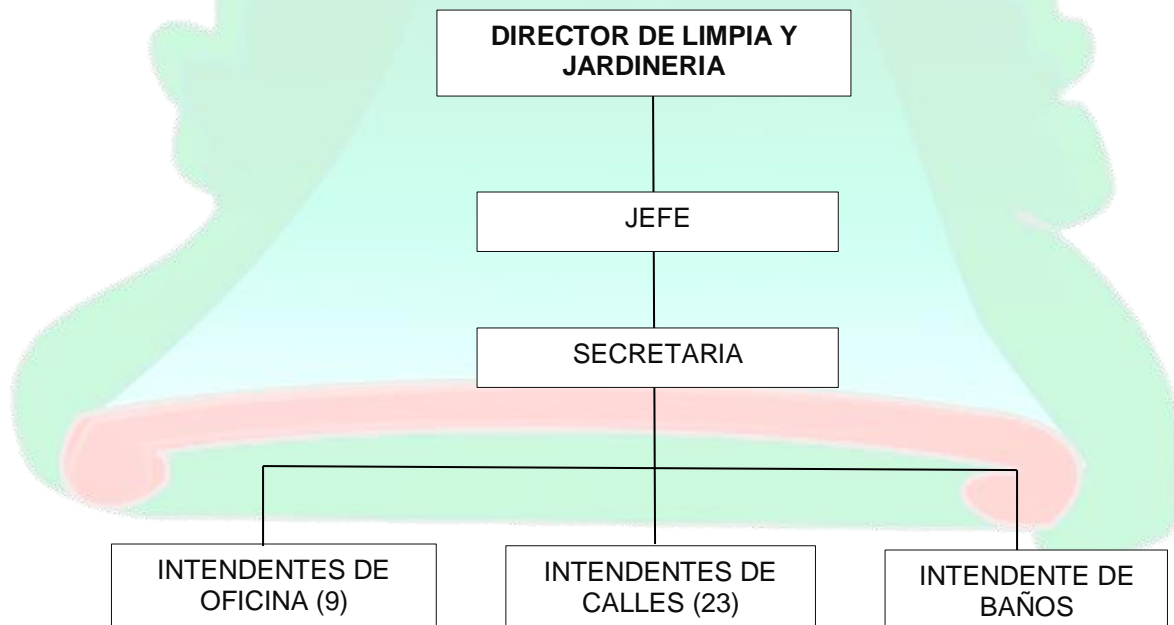 DIRECTOR DE LIMPIA Y
JARDINERIA
JEFE
SECRETARIA
INTENDENTES DE
OFICINA (9)
INTENDENTES DE
CALLES (23)
INTENDENTE DE
BAÑOS